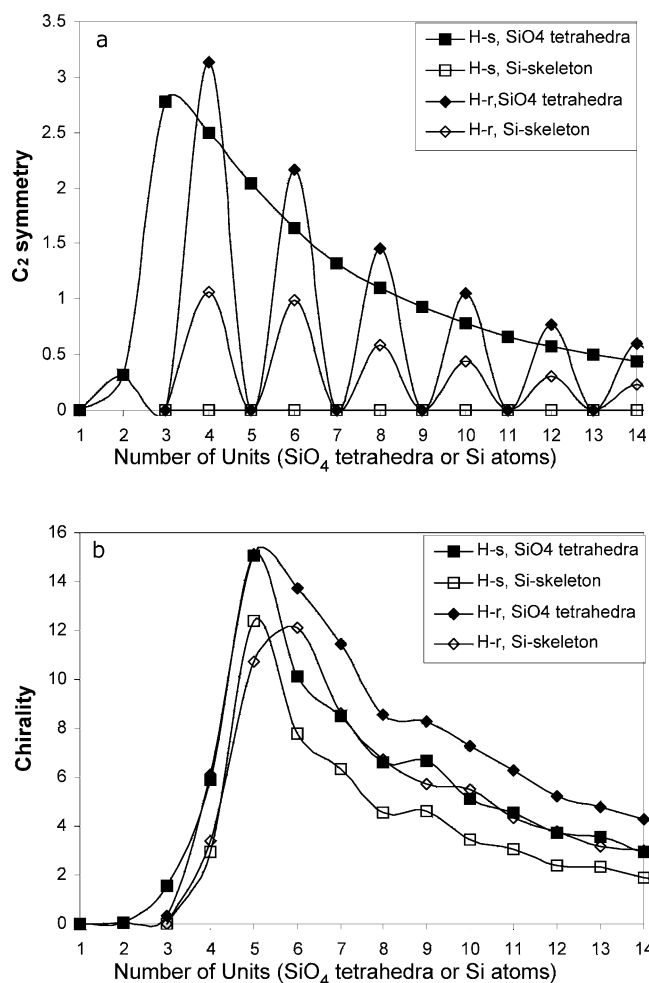 a
3.5
3
2.5
2
1.5
1
0.5
0
C2 symmetry
H-s, SiO4 tetrahedra
H-s, Si-skeleton
H-r,SiO4 tetrahedra
H-r, Si-skeleton
1 2 3 4 5 6 7 8 9 10 11 12 13 14
Number of Units (SiO4 tetrahedra or Si atoms)
b
16
14
12
10
8
6
4
2
0
Chirality
H-s, SiO4 tetrahedra
H-s, Si-skeleton
H-r, SiO4 tetrahedra
H-r, Si-skeleton
1 2 3 4 5 6 7 8 9 10 11 12 13 14
Number of Units (SiO4 tetrahedra or Si atoms)